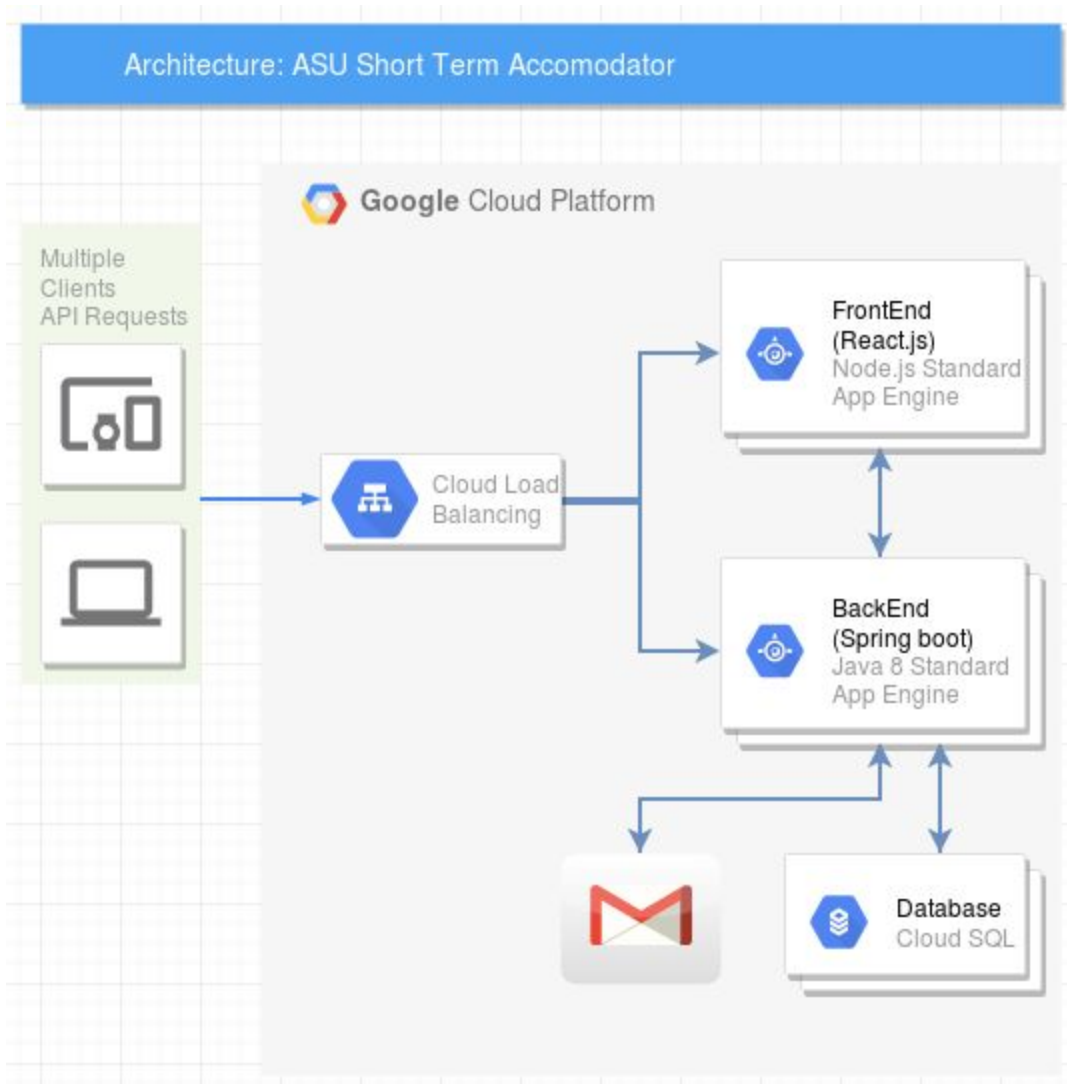 Architecture: ASU Short Term Accomodator
Google Cloud Platform
Multiple
Clients
API Requests
Cloud Load
Balancing
FrontEnd
(React.js)
Node.js Standard
App Engine
BackEnd
(Spring boot)
Java 8 Standard
App Engine
Database
Cloud SQL